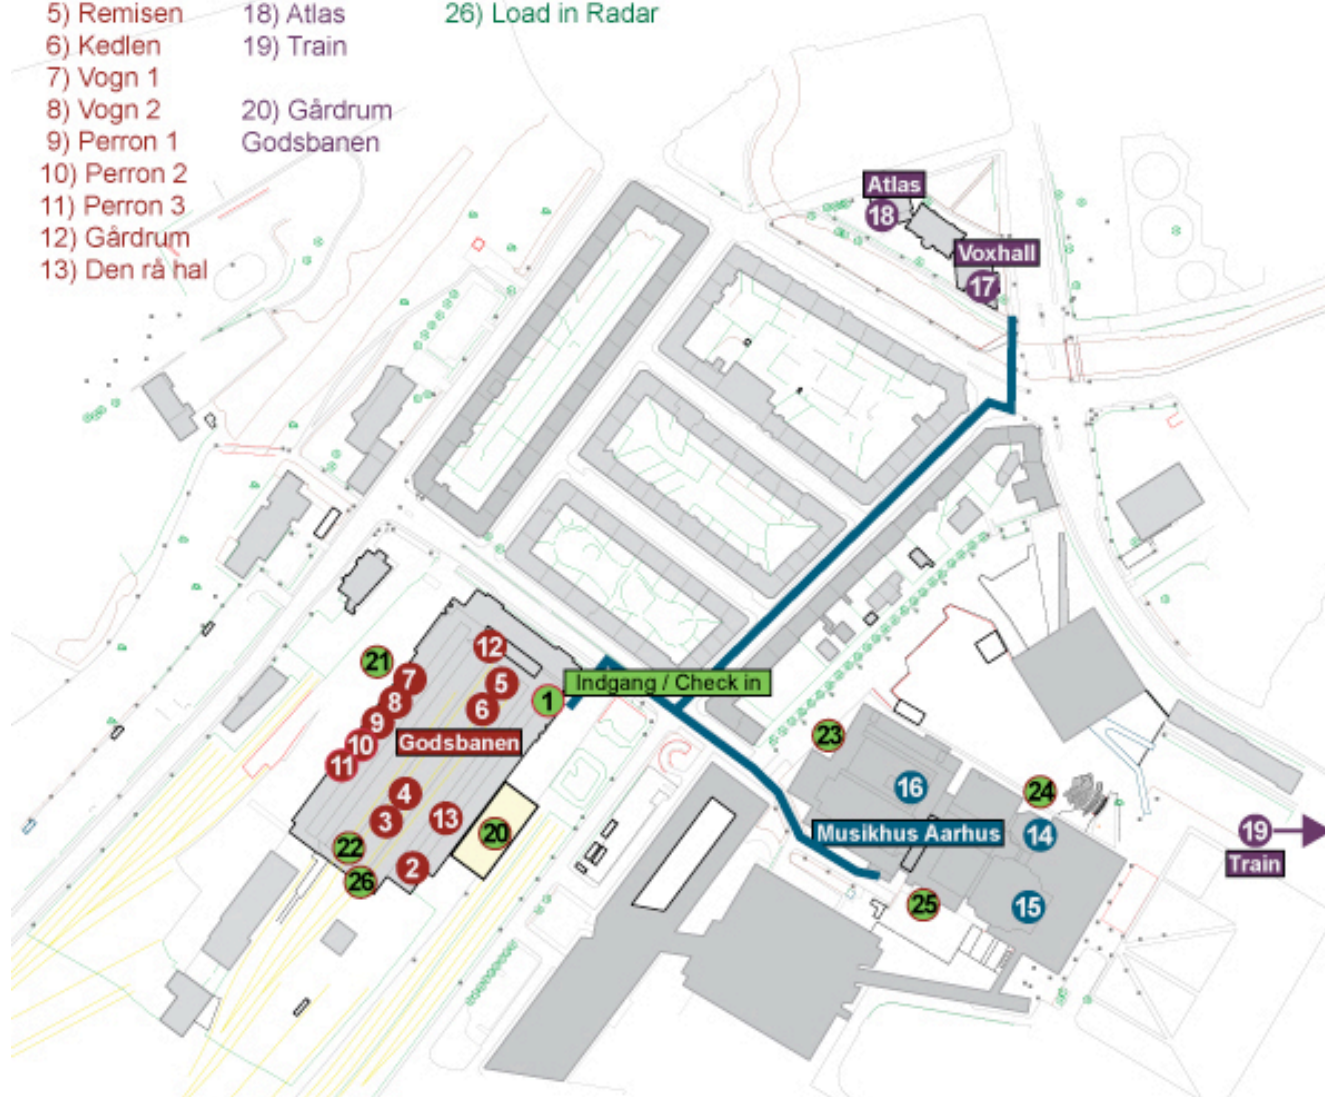 5) Remisen
6) Kedlen
7) Vogn 1
8) Vogn 2
9) Perron 1
10) Perron 2
11) Perron 3
12) Gårdrum
13) Den rå hal
18) Atlas
19) Train
20) Gårdrum
Godsbanen
26) Load in Radar
Atlas
18
Voxhall
17
12
21
7
5
Indgang / Check in
8
6
1
9
Godsbanen
10
11
23
4
16
24
3
13
20
Musikhus Aarhus
14
19
Train
22
2
26
25
15